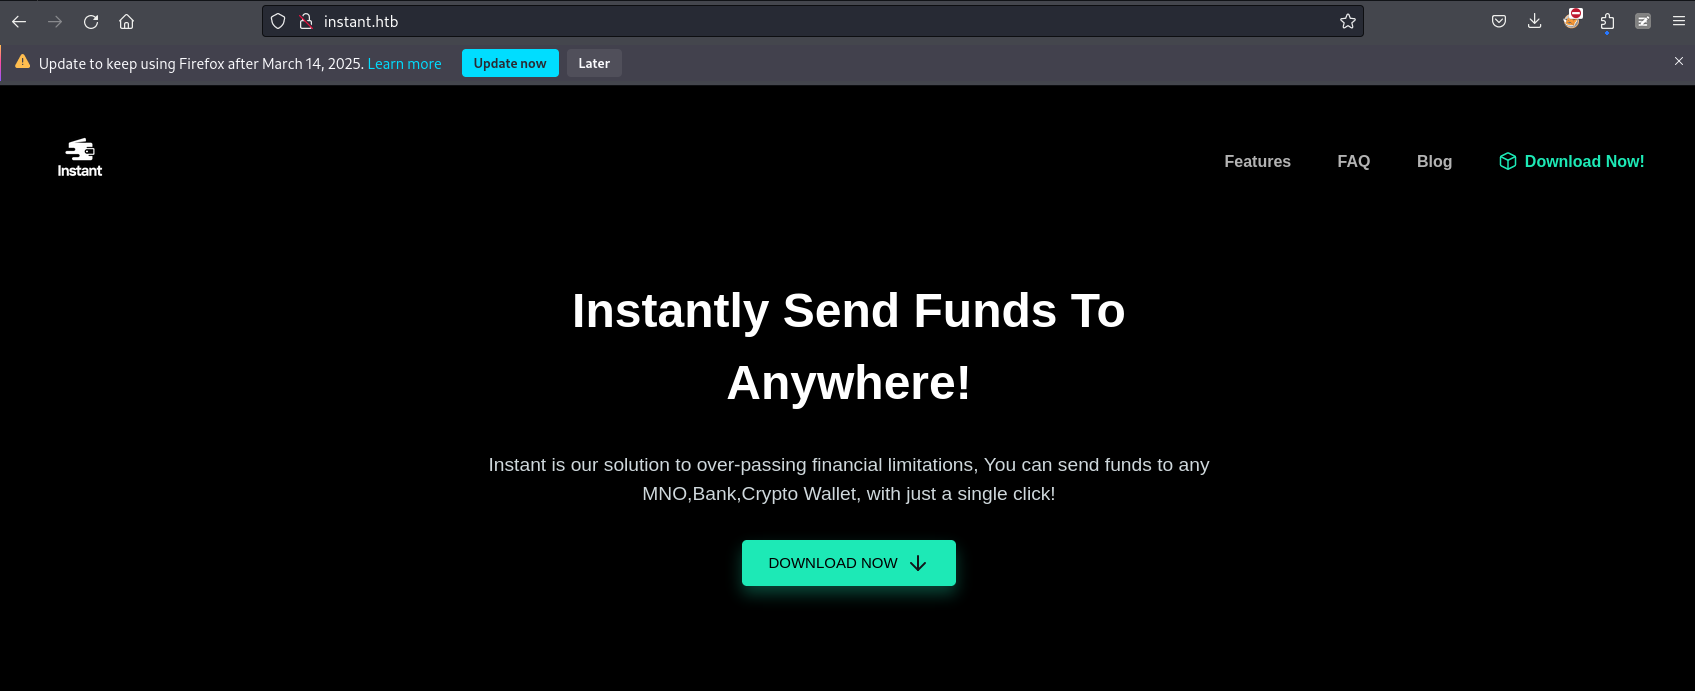 instant.htb
Update to keep using Firefox after March 14, 2025. Learn more Update now Later
Instant
Features FAQ Blog Download Now!
Instantly Send Funds To
Anywhere!
Instant is our solution to over-passing financial limitations, You can send funds to any
MNO,Bank,Crypto Wallet, with just a single click!
DOWNLOAD NOW